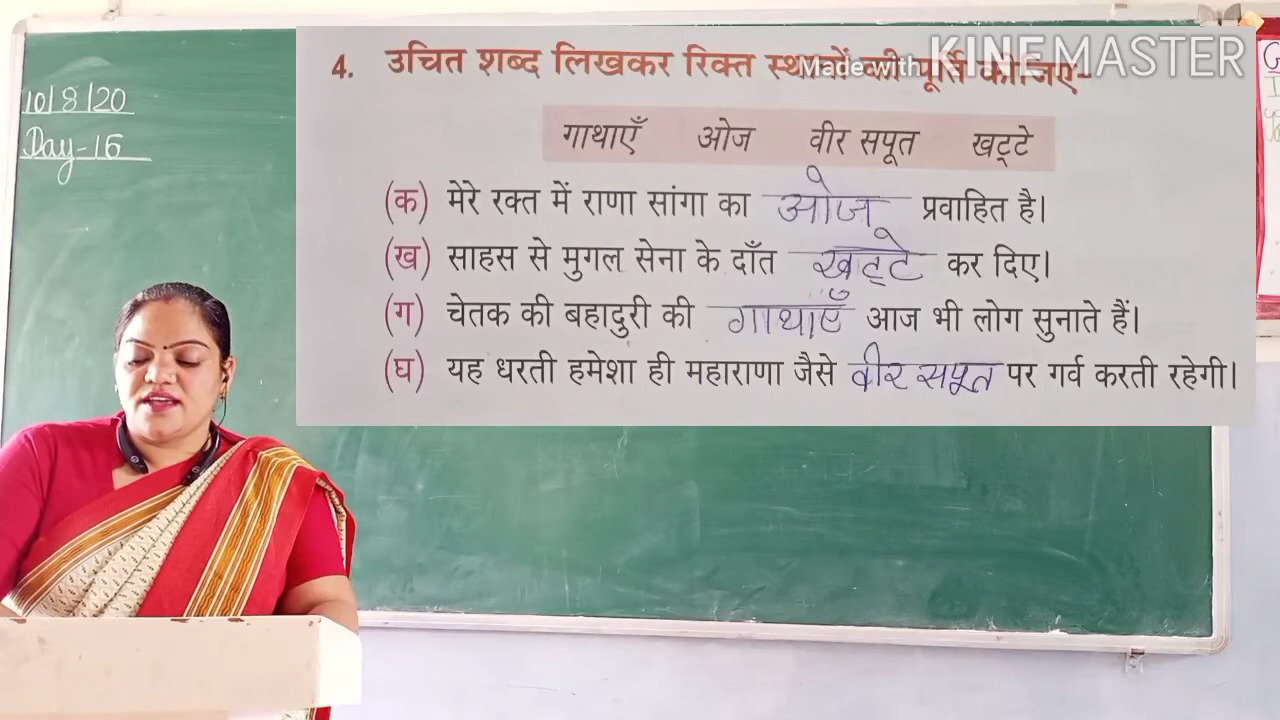 10/8/20
Day-16
4. उचित शब्द लिखकर रिक्त स्थानों की पूर्ति कीजिए-
Made with KINEMASTER
गाथाएँ ओज वीर सपूत खट्टे
(क) मेरे रक्त में राणा सांगा का ओज प्रवाहित है।
(ख) साहस से मुगल सेना के दाँत खट्टे कर दिए।
(ग) चेतक की बहादुरी की गाथाएँ आज भी लोग सुनाते हैं।
(घ) यह धरती हमेशा ही महाराणा जैसे वीर सपूत पर गर्व करती रहेगी।